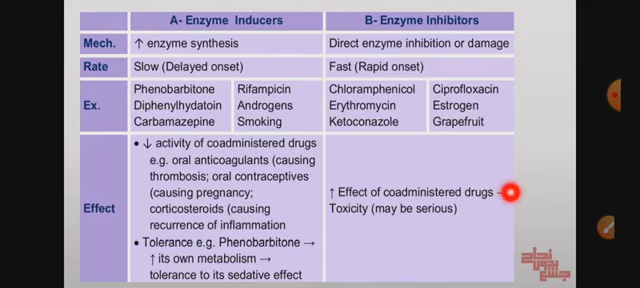 A- Enzyme Inducers
B- Enzyme Inhibitors
Mech.
↑ enzyme synthesis
Direct enzyme inhibition or damage
Rate
Slow (Delayed onset)
Fast (Rapid onset)
Ex.
Phenobarbitone
Diphenylhydatoin
Carbamazepine
Rifampicin
Androgens
Smoking
Chloramphenicol
Erythromycin
Ketoconazole
Ciprofloxacin
Estrogen
Grapefruit
Effect
• ↓ activity of coadministered drugs
e.g. oral anticoagulants (causing
thrombosis; oral contraceptives
(causing pregnancy;
corticosteroids (causing
recurrence of inflammation
• Tolerance e.g. Phenobarbitone →
↑ its own metabolism →
tolerance to its sedative effect
↑ Effect of coadministered drugs →
Toxicity (may be serious)